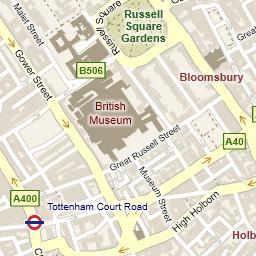 Malet Street
Russell Square
Russell
Square
Gardens
Gower Street
B506
Bloomsbury
British
Museum
Great Russell Street
A40
Museum Street
A400
Tottenham Court Road
High Holborn
Holb